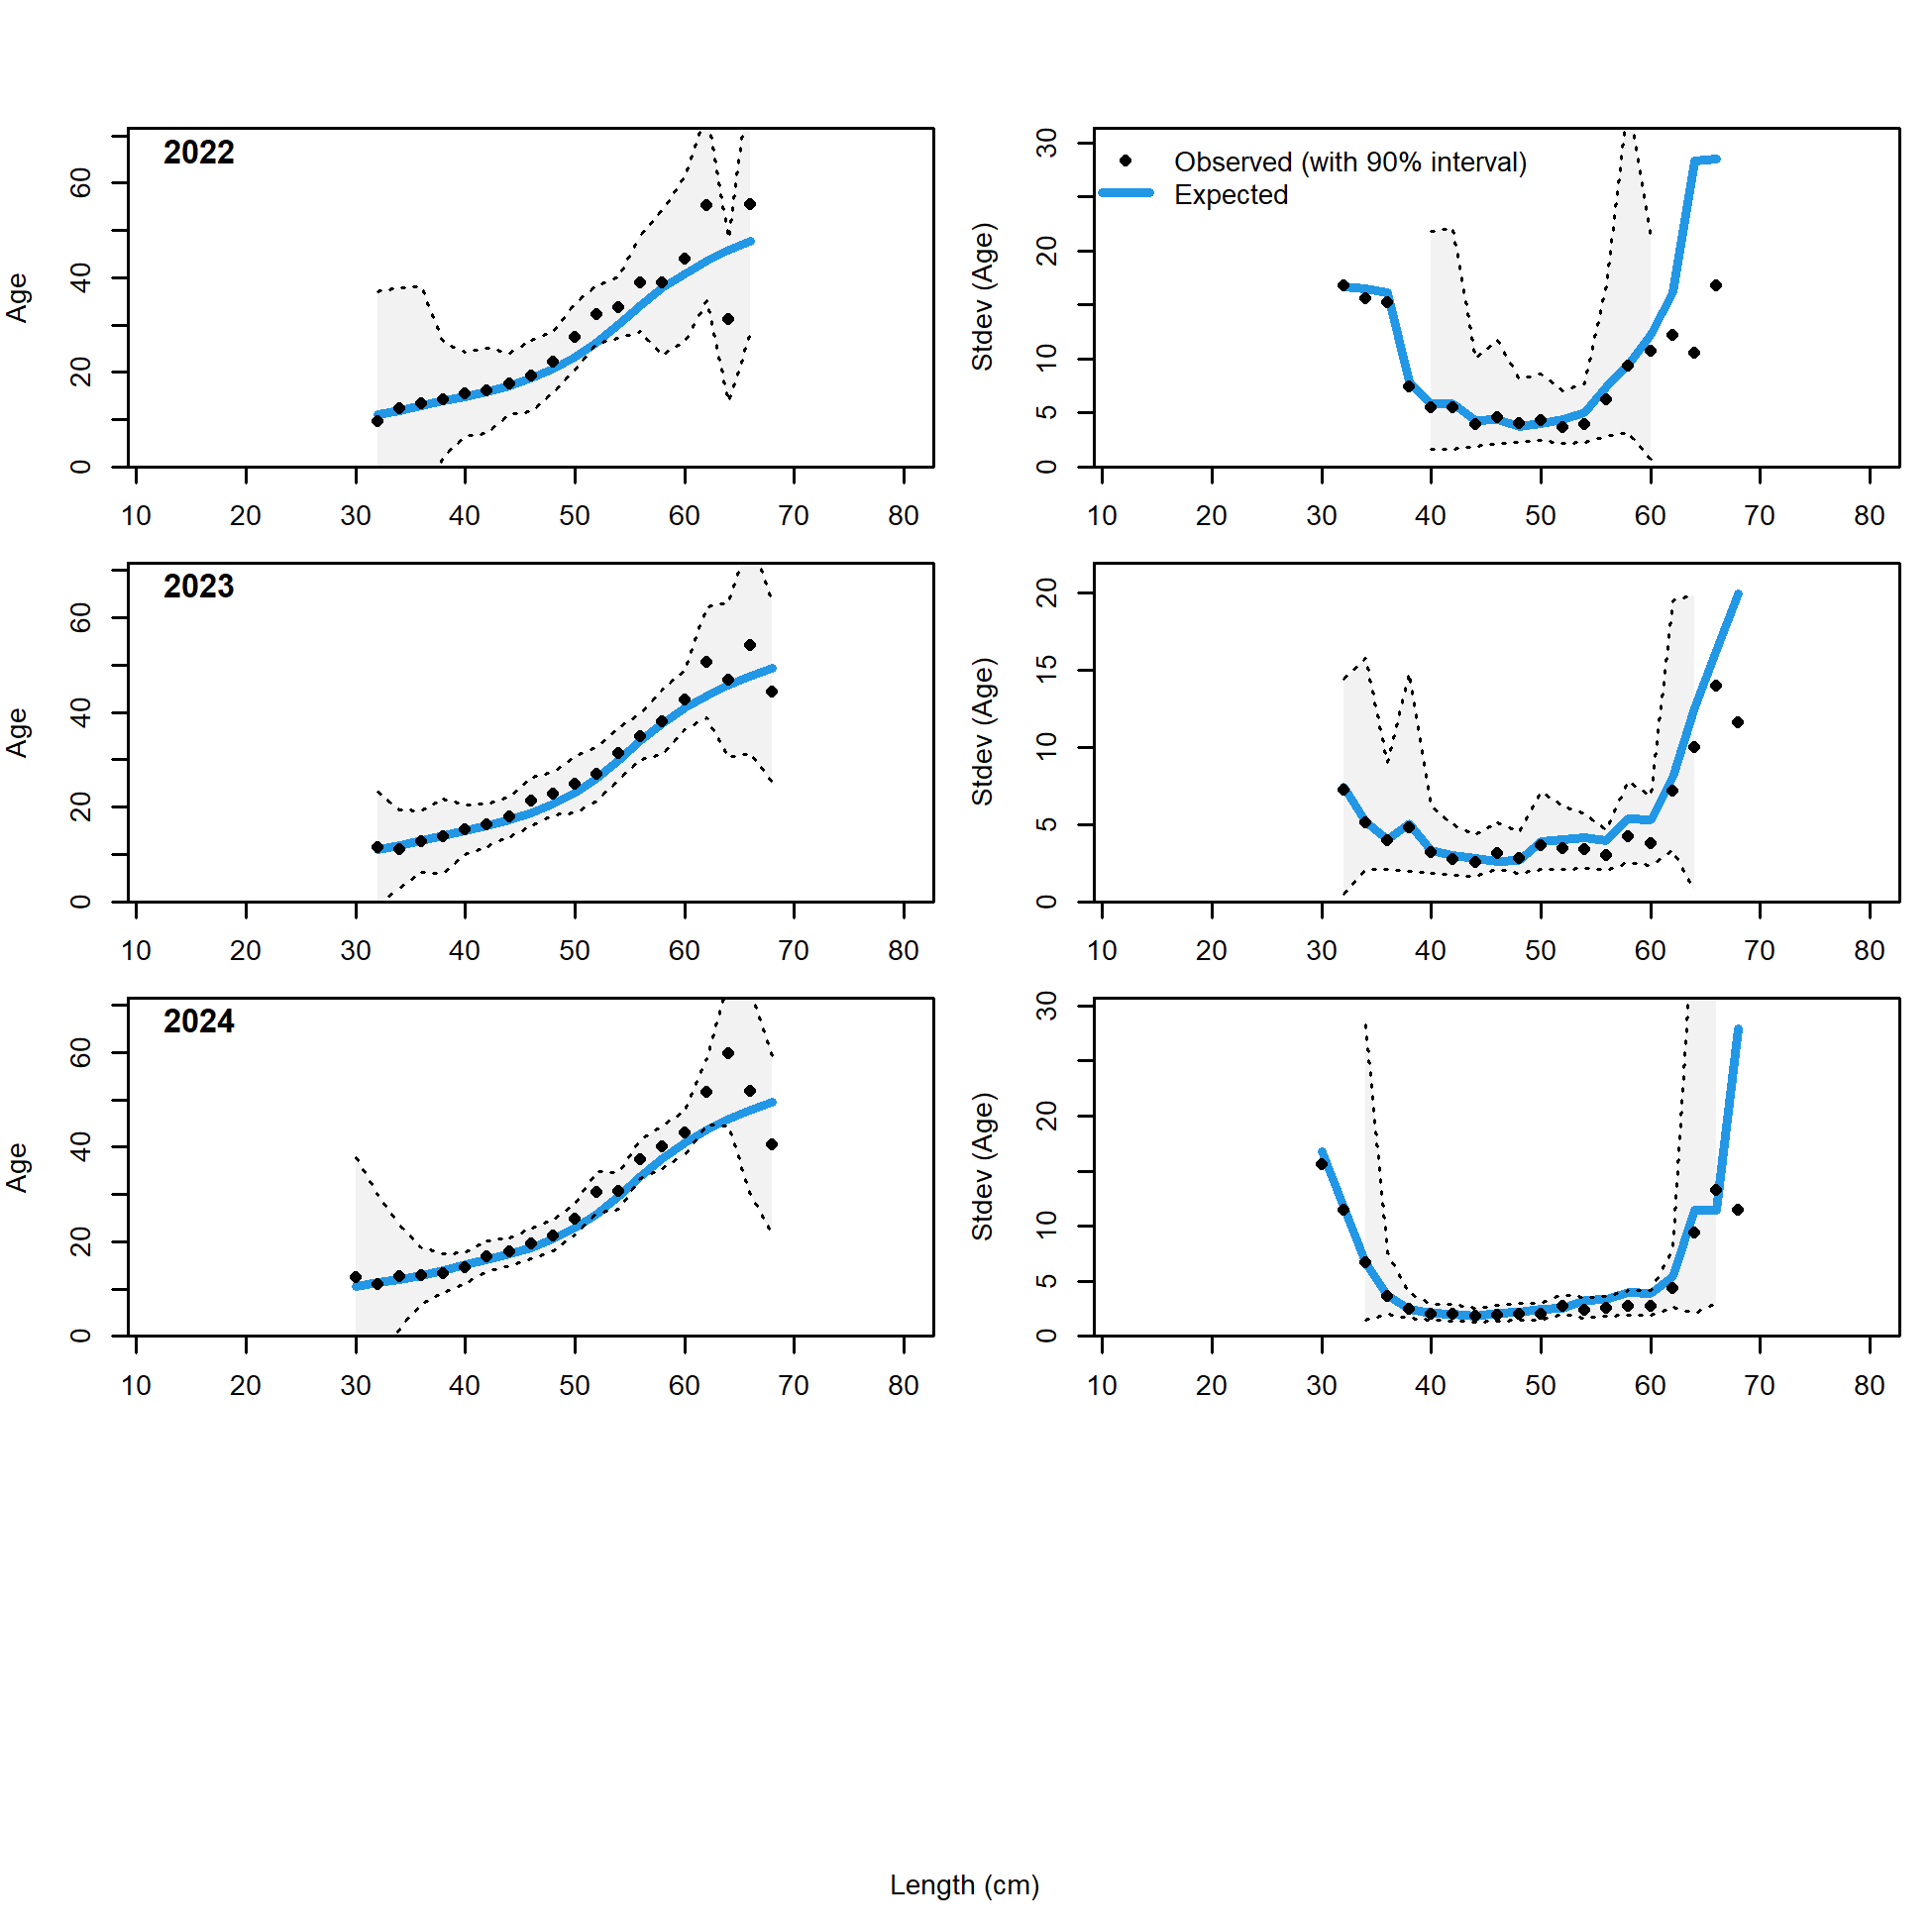 2022
Age
0 20 40 60
10 20 30 40 50 60 70 80
Observed (with 90% interval)
Expected
Stdev (Age)
0 5 10 20 30
10 20 30 40 50 60 70 80
2023
Age
0 20 40 60
10 20 30 40 50 60 70 80
Stdev (Age)
0 5 10 15 20
10 20 30 40 50 60 70 80
2024
Age
0 20 40 60
10 20 30 40 50 60 70 80
Stdev (Age)
0 5 10 20 30
10 20 30 40 50 60 70 80
Length (cm)